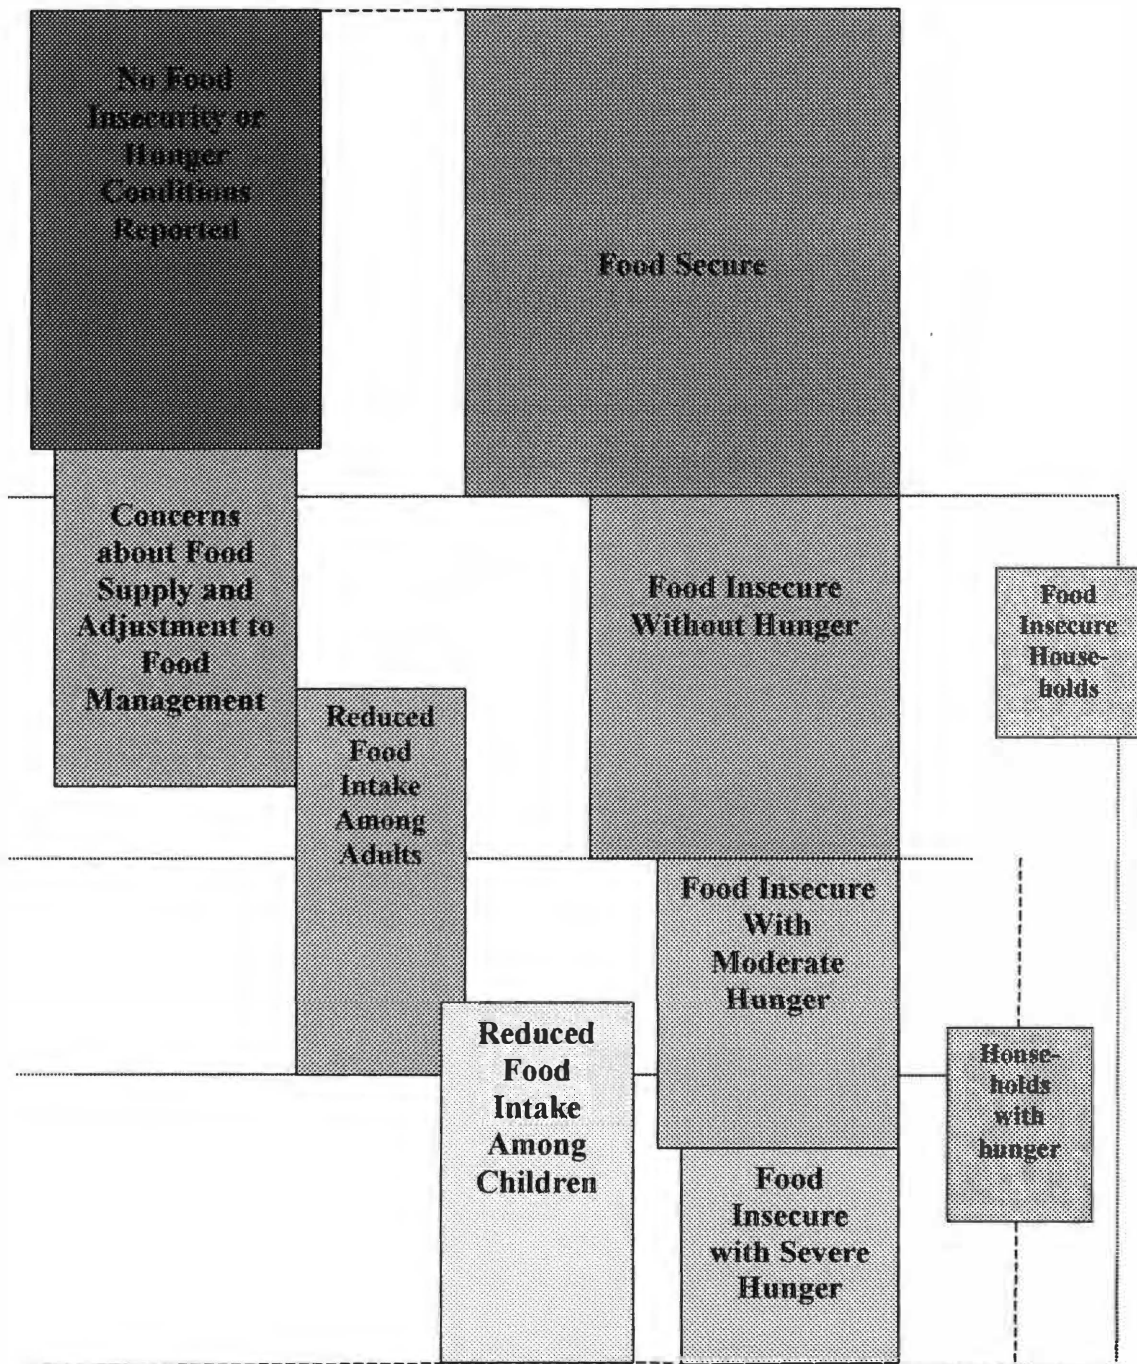 No Food
Insecurity or
Hunger
Conditions
Reported
Food Secure
Concerns
about Food
Supply and
Adjustment to
Food
Management
Food Insecure
Without Hunger
Food
Insecure
House-
holds
Reduced
Food
Intake
Among
Adults
Food Insecure
With
Moderate
Hunger
Reduced
Food
Intake
Among
Children
House-
holds
with
hunger
Food
Insecure
with Severe
Hunger